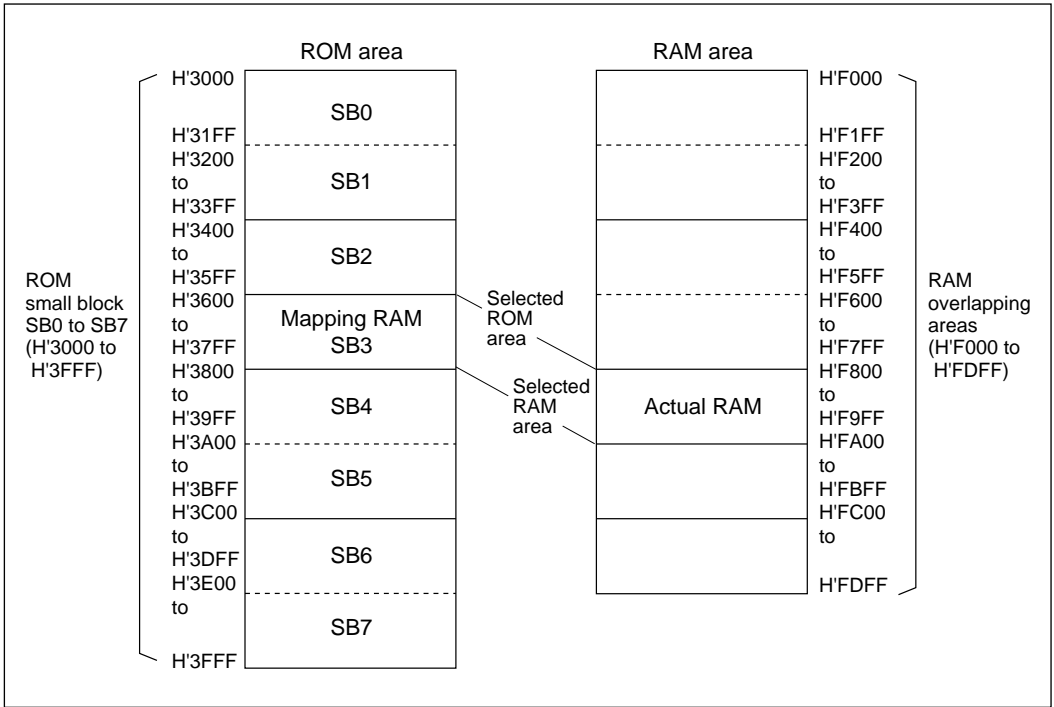 ROM area
H'3000
SB0
H'31FF
H'3200
to
SB1
H'33FF
H'3400
to
SB2
H'35FF
H'3600
to
Mapping RAM
H'37FF
SB3
H'3800
to
SB4
H'39FF
H'3A00
to
SB5
H'3BFF
H'3C00
to
SB6
H'3DFF
H'3E00
to
SB7
H'3FFF
ROM
small block
SB0 to SB7
(H'3000 to
H'3FFF)
Selected
ROM
area
Selected
RAM
area
RAM area
Actual RAM
H'F000
H'F1FF
H'F200
to
H'F3FF
H'F400
to
H'F5FF
H'F600
to
H'F7FF
H'F800
to
H'F9FF
H'FA00
to
H'FBFF
H'FC00
to
H'FDFF
RAM
overlapping
areas
(H'F000 to
H'FDFF)